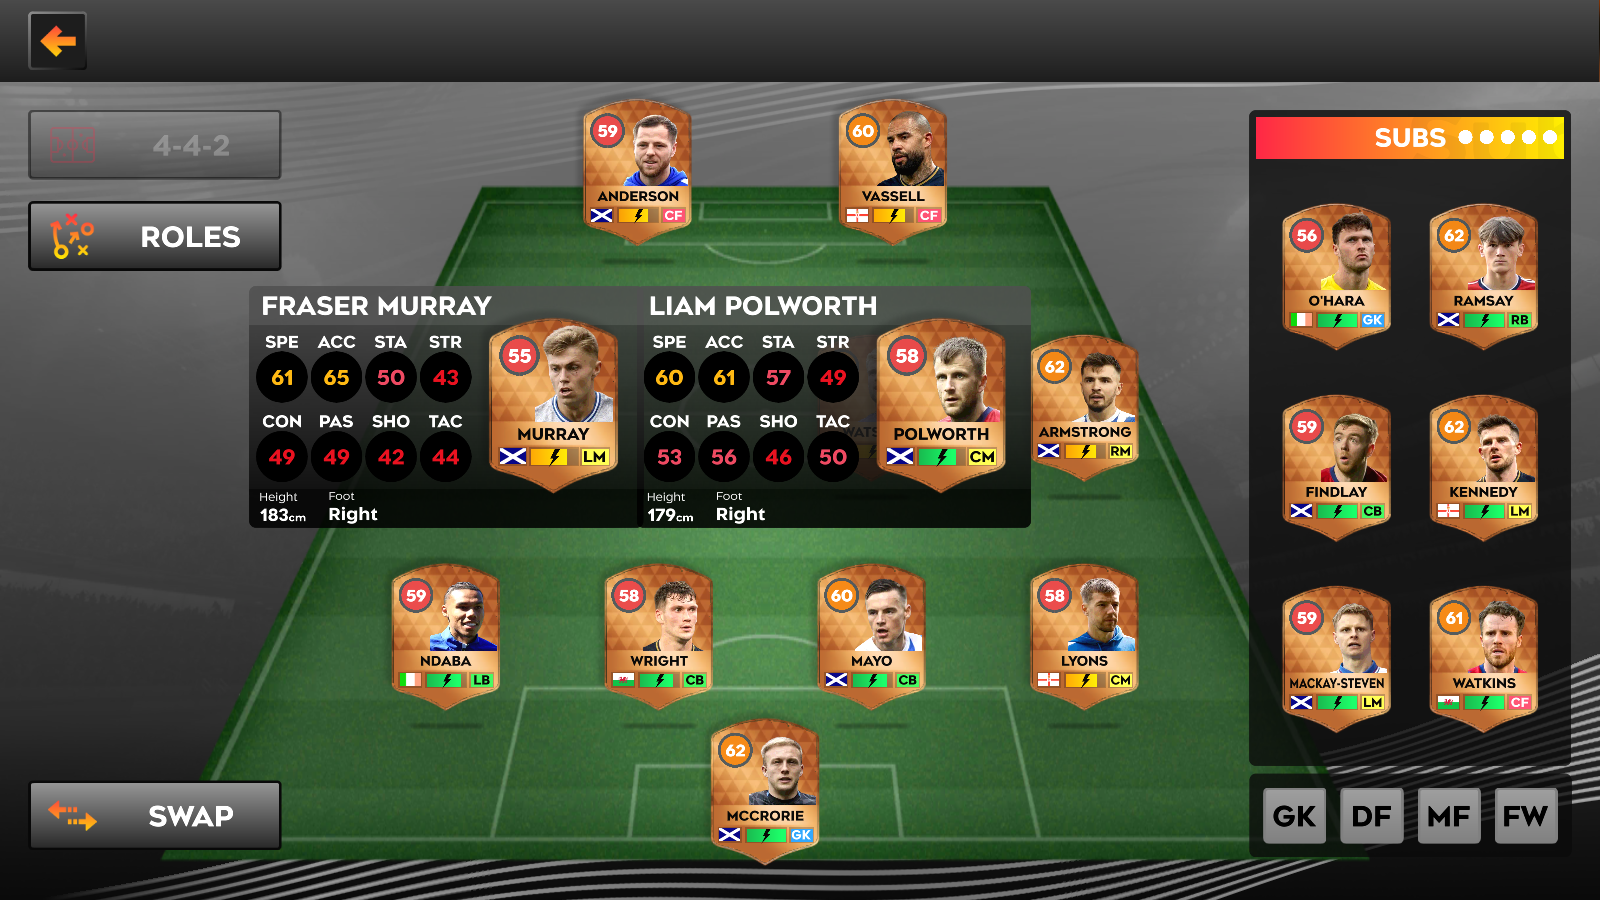 4-4-2
ROLES
SWAP
59
ANDERSON
CF
60
VASSELL
CF
FRASER MURRAY
SPE ACC STA STR
61 65 50 43
CON PAS SHO TAC
49 49 42 44
Height Foot
183cm Right
55
MURRAY
LM
LIAM POLWORTH
SPE ACC STA STR
60 61 57 49
CON PAS SHO TAC
53 56 46 50
Height Foot
179cm Right
58
POLWORTH
CM
62
ARMSTRONG
RM
59
NDABA
LB
58
WRIGHT
CB
60
MAYO
CB
58
LYONS
CM
62
MCCRORIE
GK
SUBS
56
O'HARA
GK
62
RAMSAY
RB
59
FINDLAY
CB
62
KENNEDY
LM
59
MACKAY-STEVEN
LM
61
WATKINS
CF
GK DF MF FW